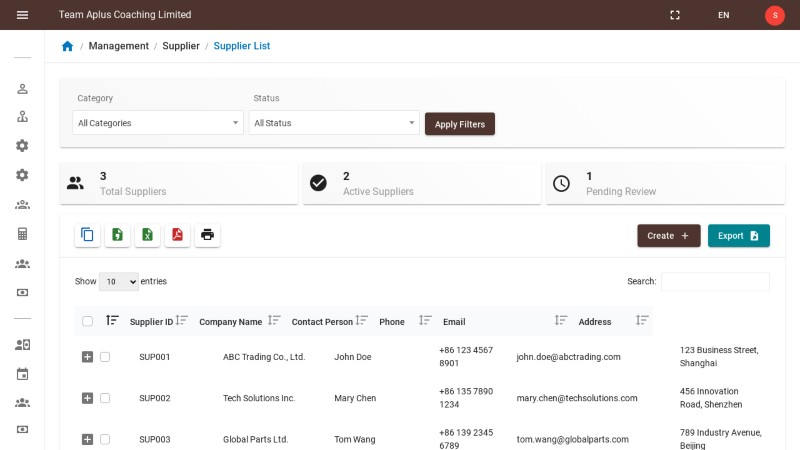 Team Aplus Coaching Limited
EN
S
/ Management / Supplier / Supplier List
Category
Status
All Categories
All Status
Apply Filters
3
Total Suppliers
2
Active Suppliers
1
Pending Review
Create +
Export
Show 10 entries
Search:
Supplier ID Company Name Contact Person Phone Email Address
SUP001 ABC Trading Co., Ltd. John Doe +86 123 4567 8901 john.doe@abctrading.com 123 Business Street, Shanghai
SUP002 Tech Solutions Inc. Mary Chen +86 135 7890 1234 mary.chen@techsolutions.com 456 Innovation Road, Shenzhen
SUP003 Global Parts Ltd. Tom Wang +86 139 2345 6789 tom.wang@globalparts.com 789 Industry Avenue, Beijing